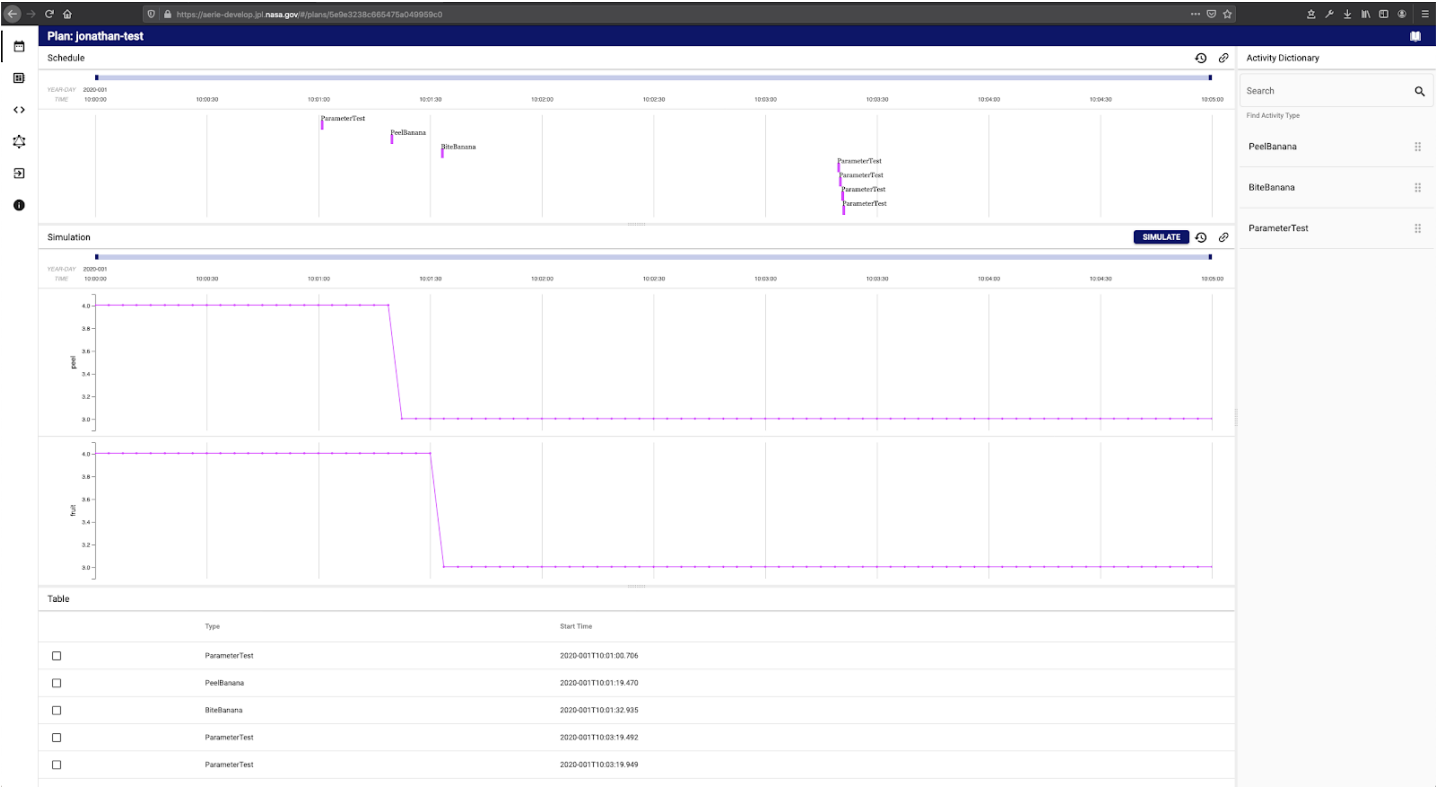 https://aerie-develop.jpl.nasa.gov/#/plans/5e9e3238c665475a049959c0
Plan: jonathan-test
Schedule
YEAR-DAY 2020-001
TIME 10:00:00 10:00:30 10:01:00 10:01:30 10:02:00 10:02:30 10:03:00 10:03:30 10:04:00 10:04:30 10:05:00
ParameterTest
PeelBanana
BiteBanana
ParameterTest
ParameterTest
ParameterTest
ParameterTest
Simulation
SIMULATE
YEAR-DAY 2020-001
TIME 10:00:00 10:00:30 10:01:00 10:01:30 10:02:00 10:02:30 10:03:00 10:03:30 10:04:00 10:04:30 10:05:00
4.0
3.8
3.6
3.4
3.2
3.0
peel
4.0
3.8
3.6
3.4
3.2
3.0
fruit
Table
Type Start Time
ParameterTest 2020-001T10:01:00.706
PeelBanana 2020-001T10:01:19.470
BiteBanana 2020-001T10:01:32.935
ParameterTest 2020-001T10:03:19.492
ParameterTest 2020-001T10:03:19.949
Activity Dictionary
Search
Find Activity Type
PeelBanana
BiteBanana
ParameterTest